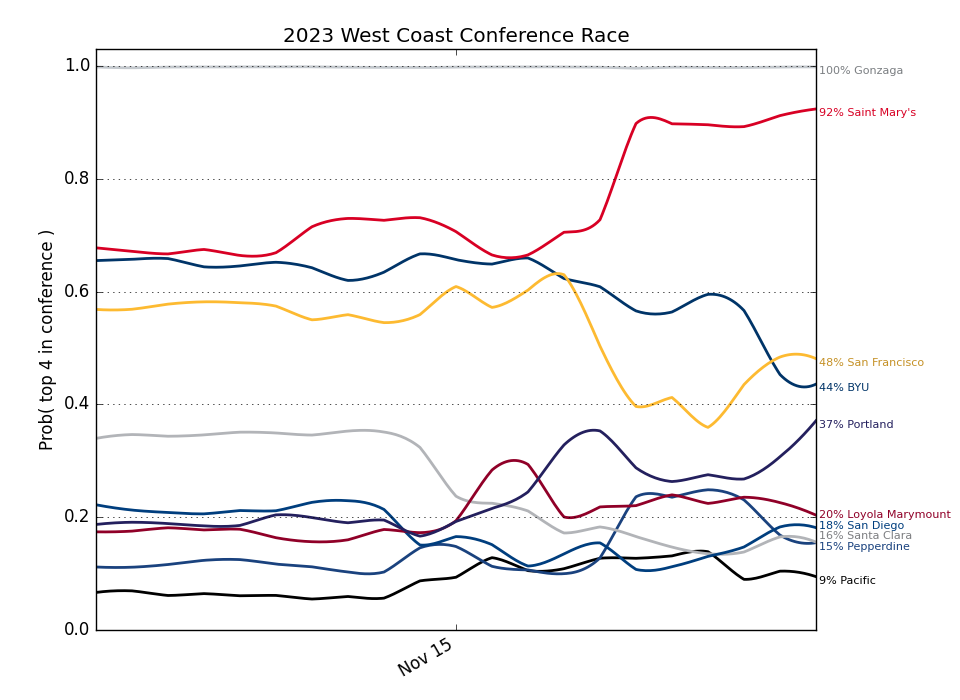 2023 West Coast Conference Race
Prob( top 4 in conference )
1.0
0.8
0.6
0.4
0.2
0.0
Nov 15
100% Gonzaga
92% Saint Mary's
48% San Francisco
44% BYU
37% Portland
20% Loyola Marymount
18% San Diego
16% Santa Clara
15% Pepperdine
9% Pacific